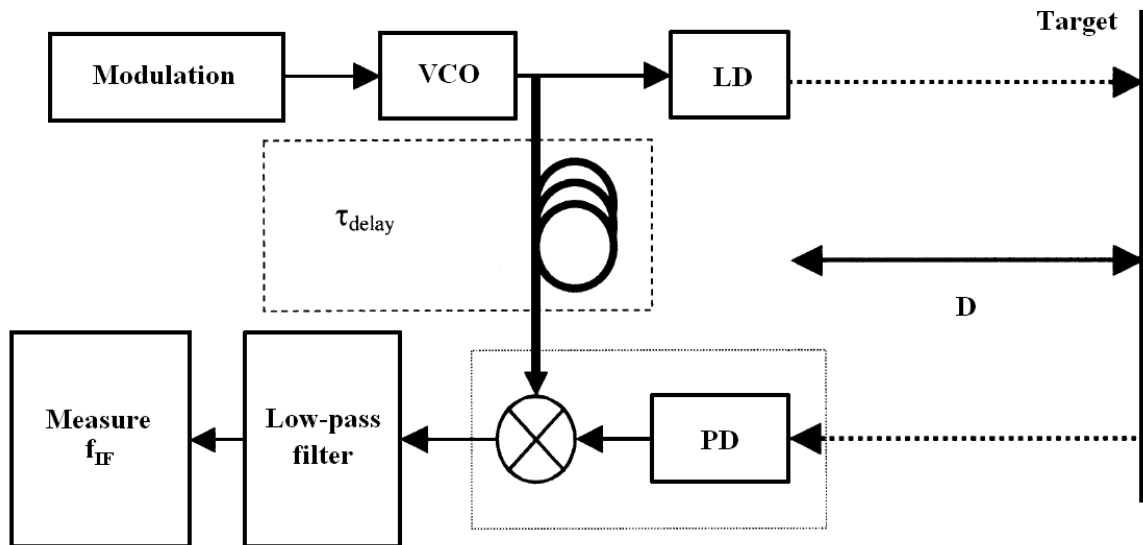 Target
Modulation
VCO
LD
τdelay
D
Measure
fIF
Low-pass
filter
PD